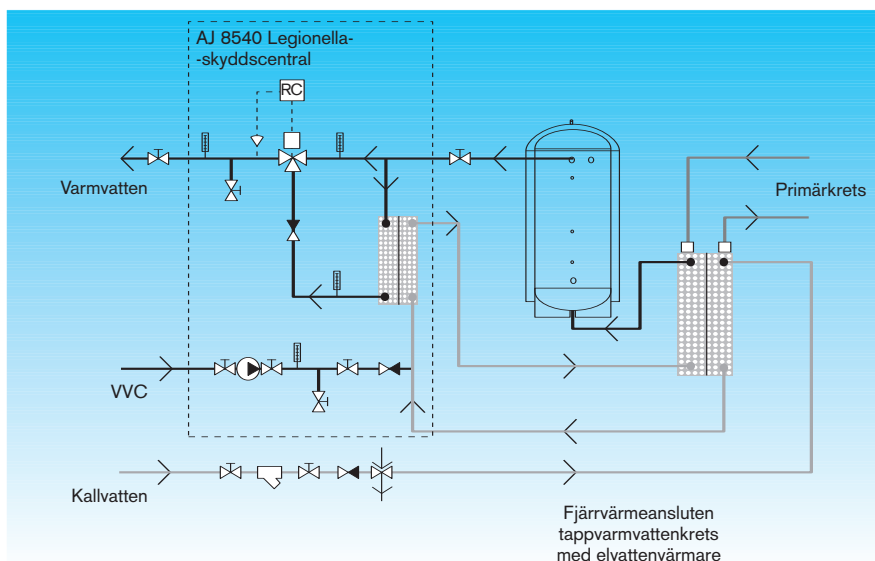 AJ 8540 Legionella-
-skyddscentral
RC
Varmvatten
Primärkrets
VVC
Kallvatten
Fjärrvärmeansluten
tappvarmvattenkrets
med elvattenvärmare